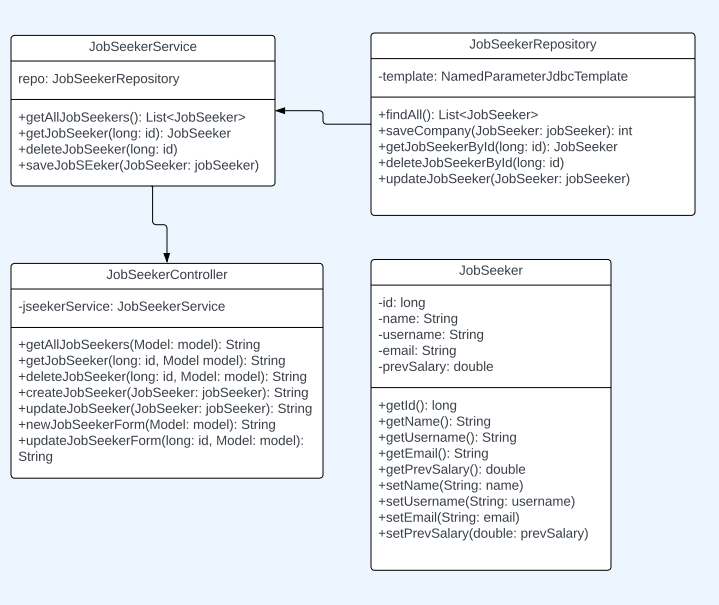 JobSeekerService
repo: JobSeekerRepository
+getAllJobSeekers(): List<JobSeeker>
+getJobSeeker(long: id): JobSeeker
+deleteJobSeeker(long: id)
+saveJobSEeker(JobSeeker: jobSeeker)
JobSeekerRepository
-template: NamedParameterJdbcTemplate
+findAll(): List<JobSeeker>
+saveCompany(JobSeeker: jobSeeker): int
+getJobSeekerById(long: id): JobSeeker
+deleteJobSeekerById(long: id)
+updateJobSeeker(JobSeeker: jobSeeker)
JobSeekerController
-jseekerService: JobSeekerService
+getAllJobSeekers(Model: model): String
+getJobSeeker(long: id, Model model): String
+deleteJobSeeker(long: id, Model: model): String
+createJobSeeker(JobSeeker: jobSeeker): String
+updateJobSeeker(JobSeeker: jobSeeker): String
+newJobSeekerForm(Model: model): String
+updateJobSeekerForm(long: id, Model: model):
String
JobSeeker
-id: long
-name: String
-username: String
-email: String
-prevSalary: double
+getId(): long
+getName(): String
+getUsername(): String
+getEmail(): String
+getPrevSalary(): double
+setName(String: name)
+setUsername(String: username)
+setEmail(String: email)
+setPrevSalary(double: prevSalary)